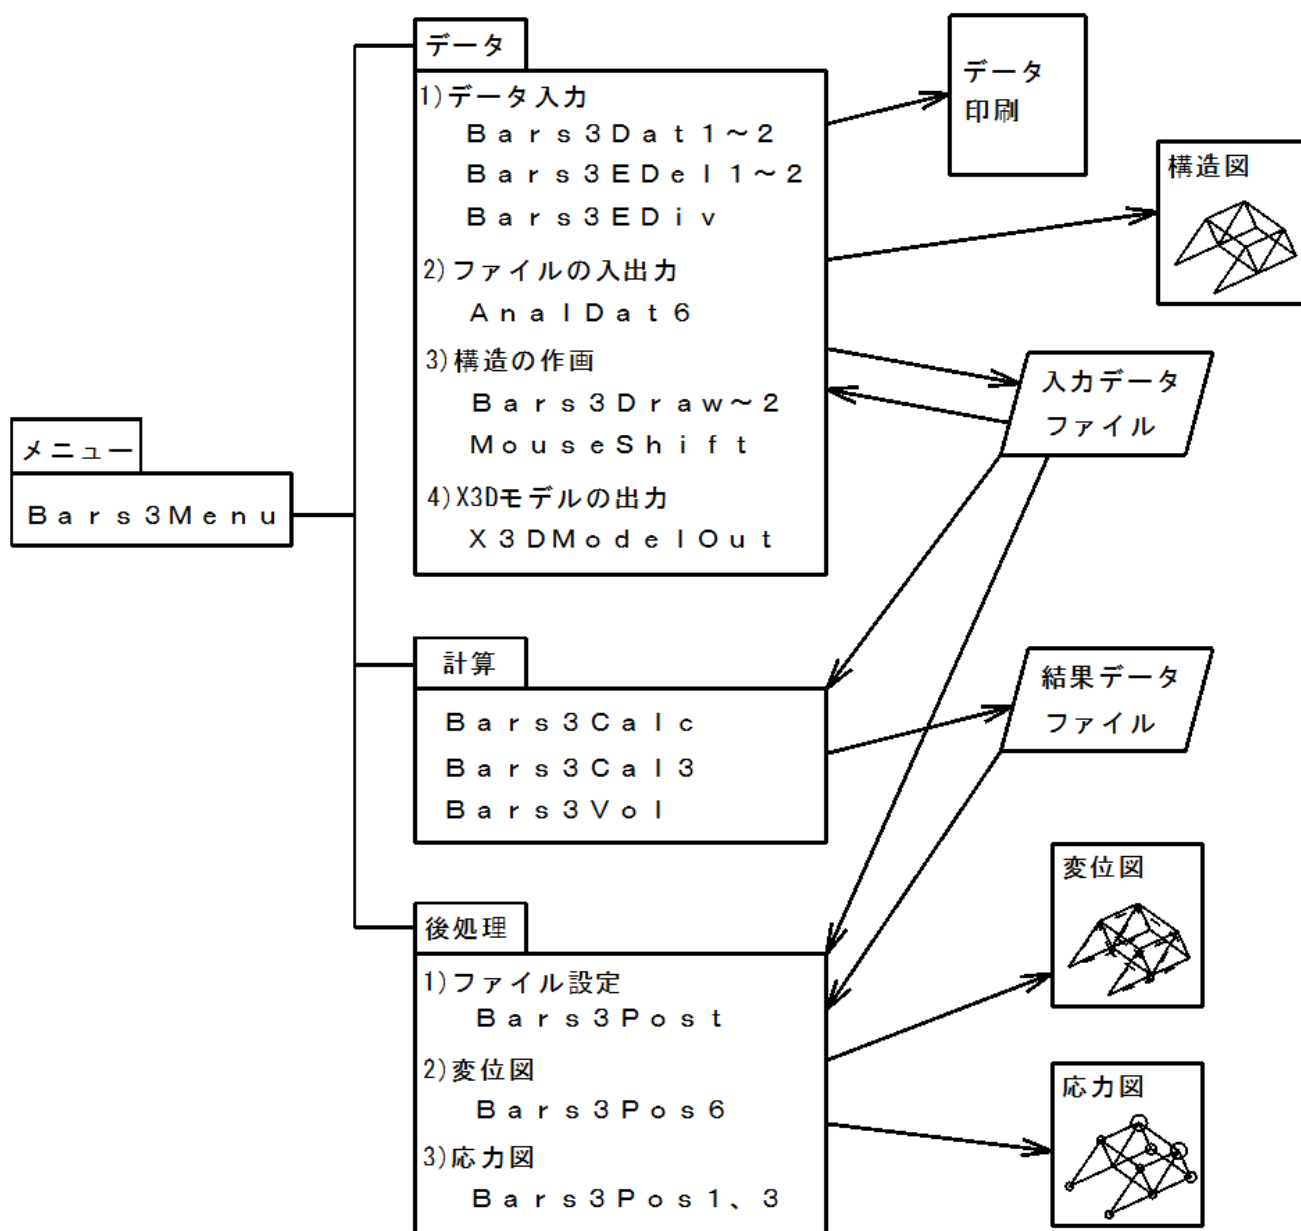 データ
1)データ入力
Ｂａｒｓ３Ｄａｔ１～２
Ｂａｒｓ３ＥＤｅｌ１～２
Ｂａｒｓ３ＥＤｉｖ
2)ファイルの入出力
ＡｎａｌＤａｔ６
3)構造の作画
Ｂａｒｓ３Ｄｒａｗ～２
ＭｏｕｓｅＳｈｉｆｔ
4)X3Dモデルの出力
Ｘ３ＤＭｏｄｅｌＯｕｔ
データ
印刷
構造図
入力データ
ファイル
メニュー
Ｂａｒｓ３Ｍｅｎｕ
計算
Ｂａｒｓ３Ｃａｌｃ
Ｂａｒｓ３Ｃａｌ３
Ｂａｒｓ３Ｖｏｌ
結果データ
ファイル
後処理
1)ファイル設定
Ｂａｒｓ３Ｐｏｓｔ
2)変位図
Ｂａｒｓ３Ｐｏｓ６
3)応力図
Ｂａｒｓ３Ｐｏｓ１、３
変位図
応力図